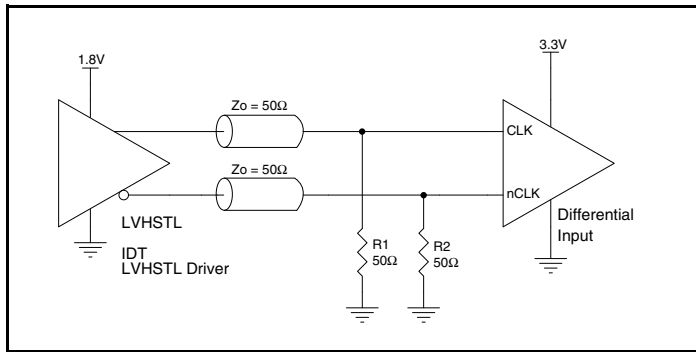 1.8V
3.3V
Zo = 50Ω
CLK
Zo = 50Ω
nCLK
LVHSTL
IDT
LVHSTL Driver
R1
50Ω
R2
50Ω
Differential
Input